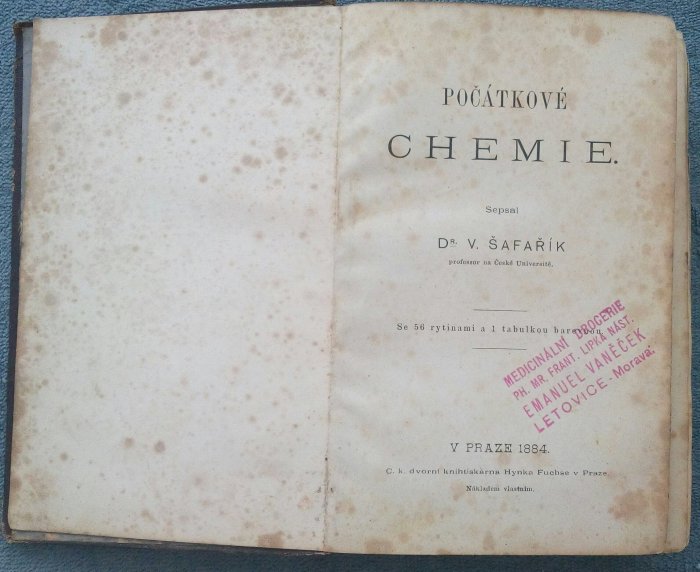 POČÁTKOVÉ
CHEMIE.
Sepsal
DR. V. ŠAFAŘÍK
professor na České Universitě.
Se 56 rytinami a 1 tabulkou barevnou.
MEDICINÁLNÍ DROGERIE
PH. MR. FRANT. LIPKA NÁST.
EMANUEL VANĚČEK
LETOVICE - Morava.
V PRAZE 1884.
C. k. dvorní knihtiskárna Hynka Fuchse v Praze.
Nákladem vlastním.